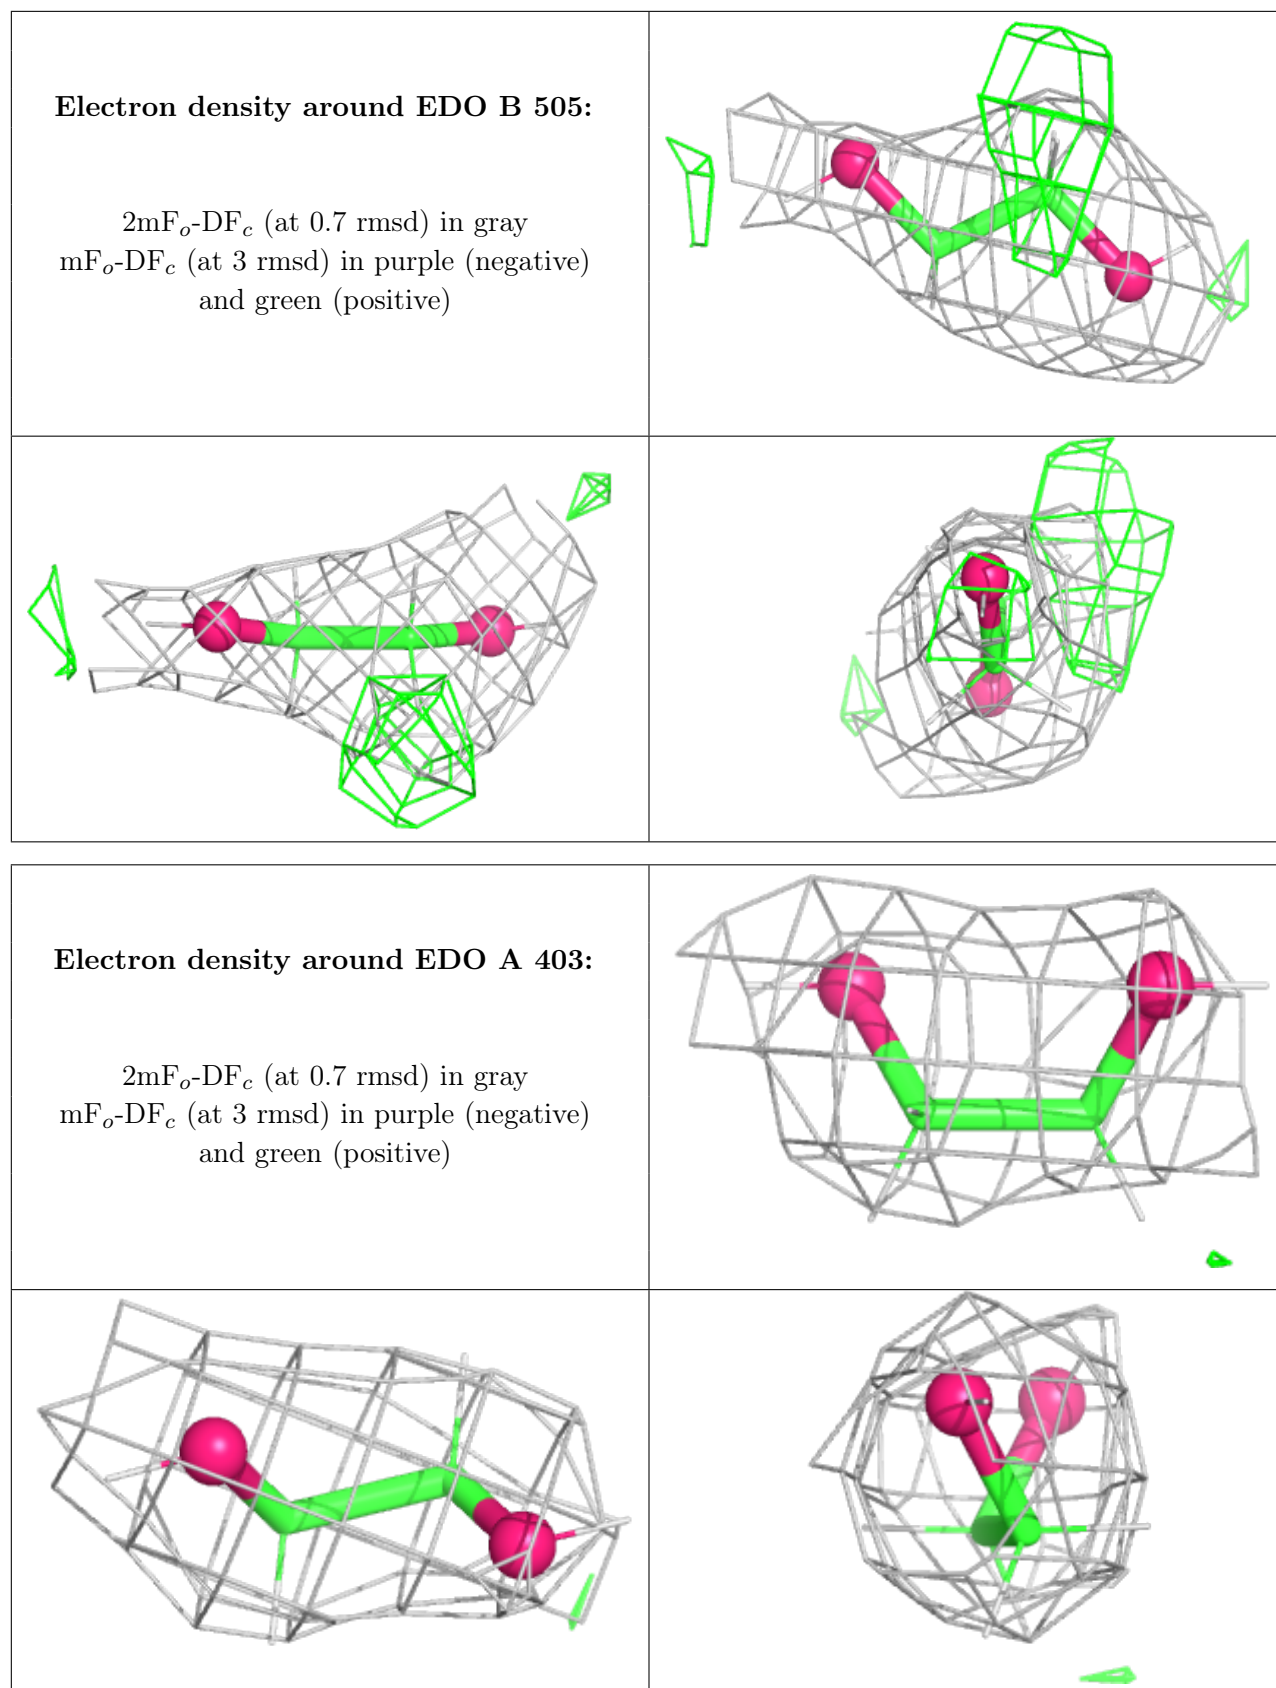 Electron density around EDO B 505:
2mFo-DFc (at 0.7 rmsd) in gray
mFo-DFc (at 3 rmsd) in purple (negative)
and green (positive)
Electron density around EDO A 403:
2mFo-DFc (at 0.7 rmsd) in gray
mFo-DFc (at 3 rmsd) in purple (negative)
and green (positive)